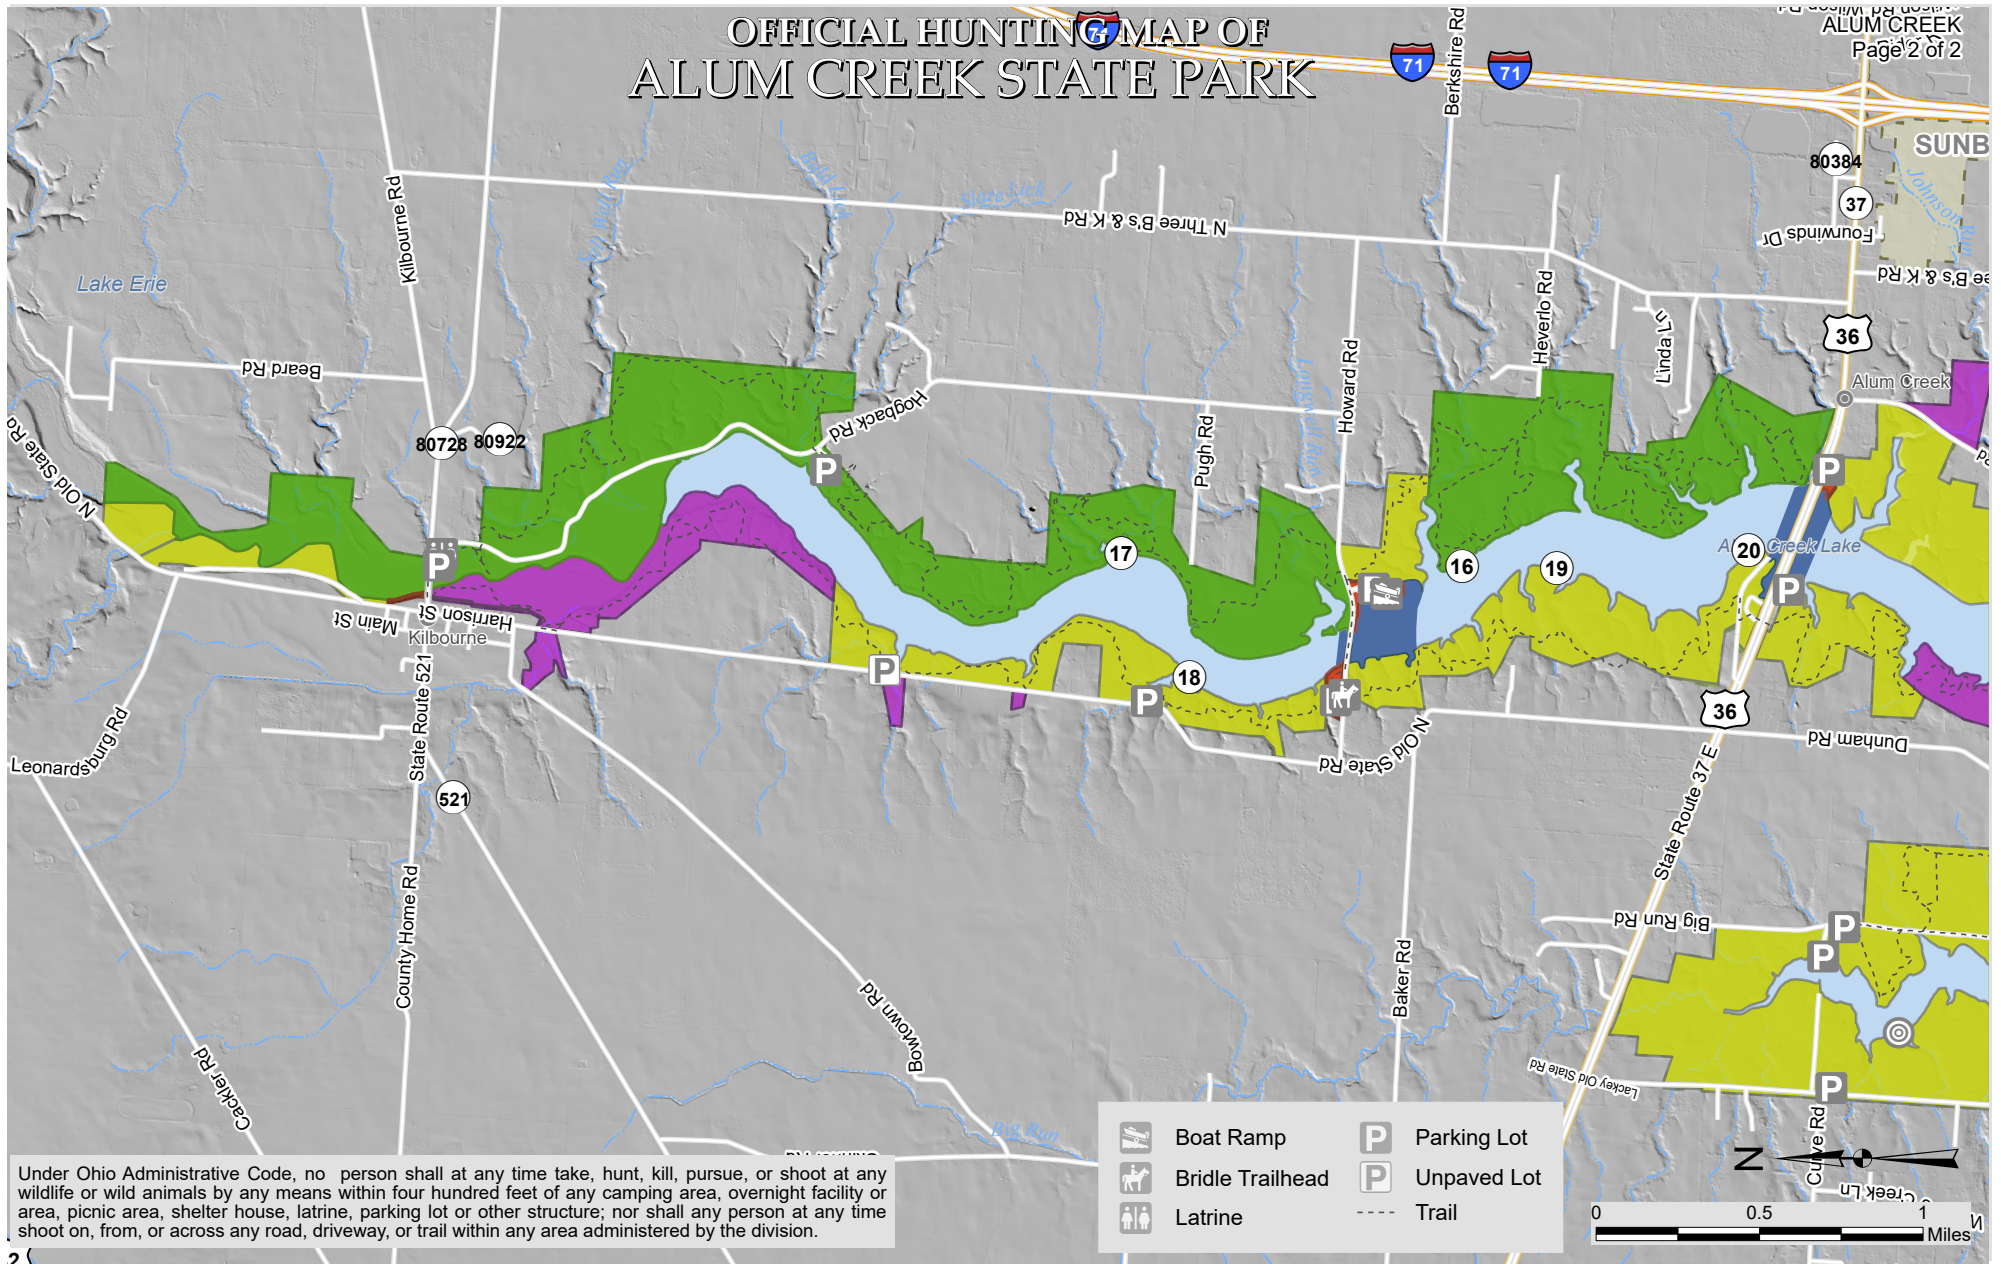 OFFICIAL HUNTING MAP OF
ALUM CREEK STATE PARK
ALUM CREEK
Page 2 of 2
71
71
Berkshire Rd
SUNB
80384
37
Johnson Run
Fourwinds Dr
N Three B's & K Rd
36
Kilbourne Rd
Lake Erie
Beard Rd
Heverlo Rd
Linda Ln
Howard Rd
Longwell Run
Alum Creek
Hogback Rd
Pugh Rd
80728
80922
N Old State Rd
P
P
P
17
16
19
20
Creek Lake
P
Main St
Harrison St
Kilbourne
P
18
P
36
State Route 521
N Old State Rd
Dunham Rd
Leonardsburg Rd
521
State Route 37 E
County Home Rd
Baker Rd
Big Run Rd
P
P
Bowtown Rd
Cackler Rd
Lackey Old State Rd
P
Curve Rd
Big Run
N
Under Ohio Administrative Code, no person shall at any time take, hunt, kill, pursue, or shoot at any
wildlife or wild animals by any means within four hundred feet of any camping area, overnight facility or
area, picnic area, shelter house, latrine, parking lot or other structure; nor shall any person at any time
shoot on, from, or across any road, driveway, or trail within any area administered by the division.
Boat Ramp
Bridle Trailhead
Latrine
P Parking Lot
P Unpaved Lot
Trail
0 0.5 1
Miles
2